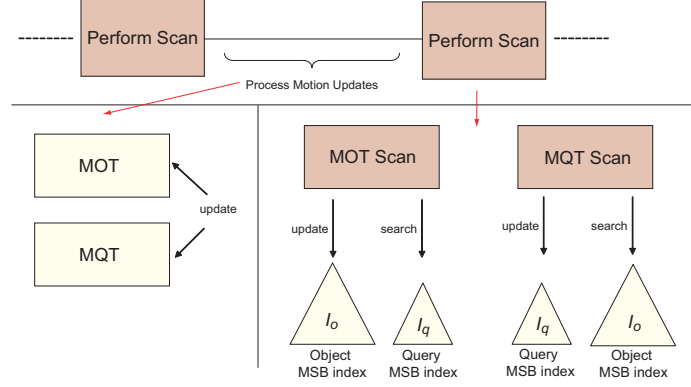 Perform Scan
Perform Scan
Process Motion Updates
MOT
MQT
update
MOT Scan
MQT Scan
update
search
update
search
Io
Iq
Iq
Io
Object
MSB index
Query
MSB index
Query
MSB index
Object
MSB index